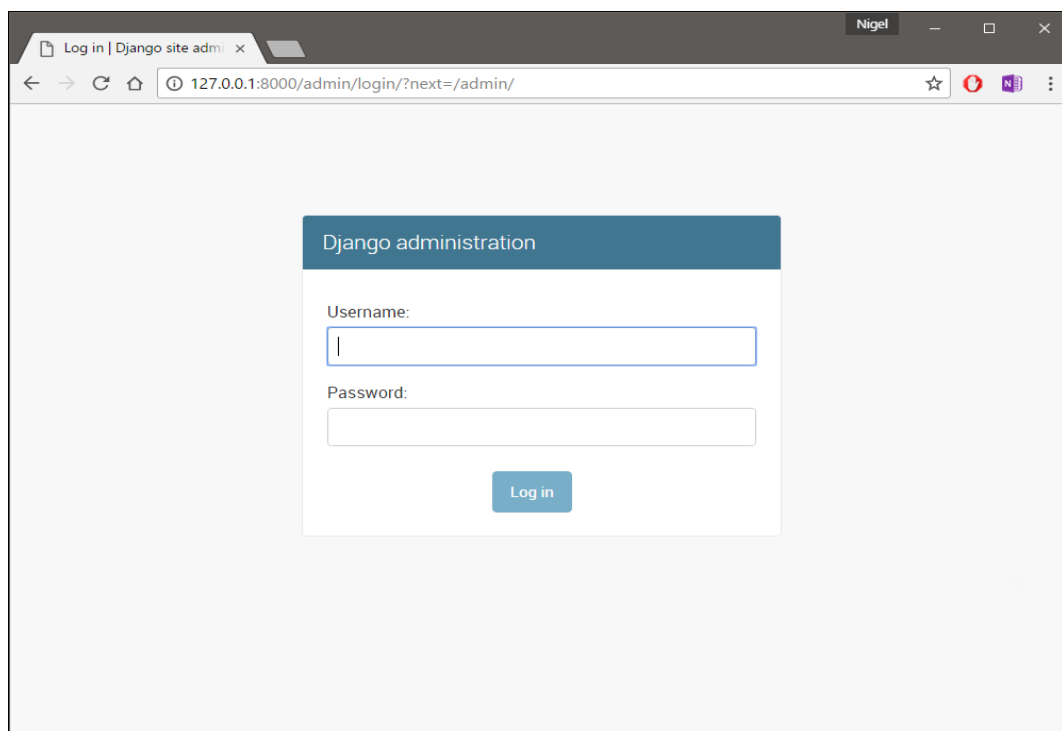 Nigel
Log in | Django site admi
127.0.0.1:8000/admin/login/?next=/admin/
N
Django administration
Username:
Password:
Log in